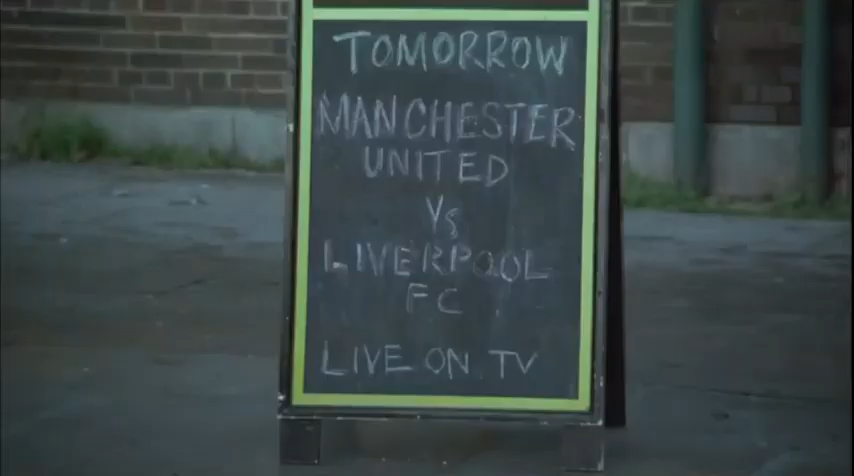 TOMORROW
MANCHESTER
UNITED
Vs
LIVERPOOL
FC
LIVE ON TV